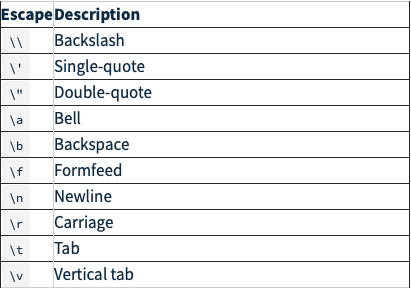 Escape Description
\\ Backslash
\' Single-quote
\" Double-quote
\a Bell
\b Backspace
\f Formfeed
\n Newline
\r Carriage
\t Tab
\v Vertical tab